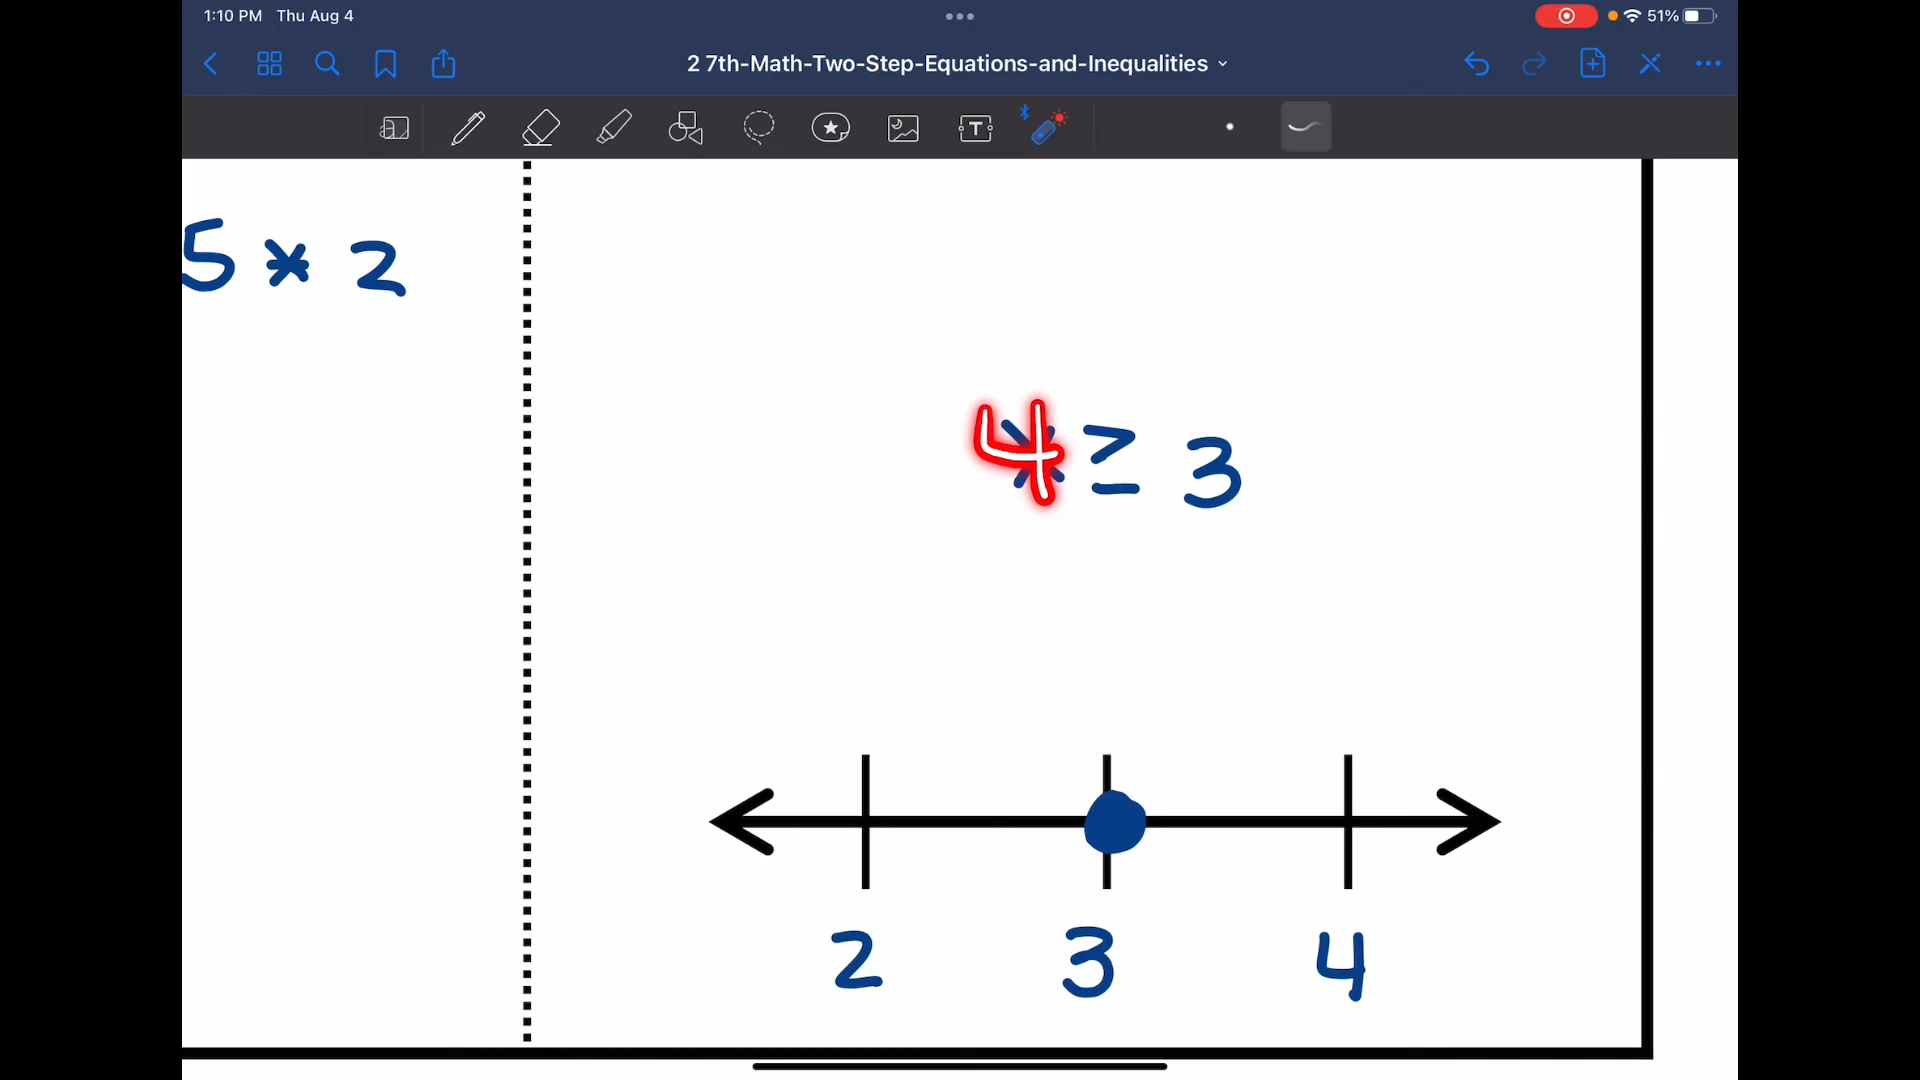 1:10 PM Thu Aug 4
51%
2 7th-Math-Two-Step-Equations-and-Inequalities
5 * 2
4 ≥ 3
2 3 4